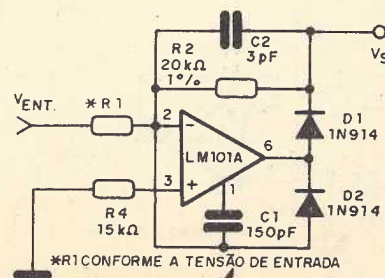 R2
20kΩ
1%
C2
3pF
VS
VENT.
*R1
2
-
LM101A
6
D1
1N914
3
+
1
R4
15kΩ
C1
150pF
D2
1N914
*R1 CONFORME A TENSÃO DE ENTRADA